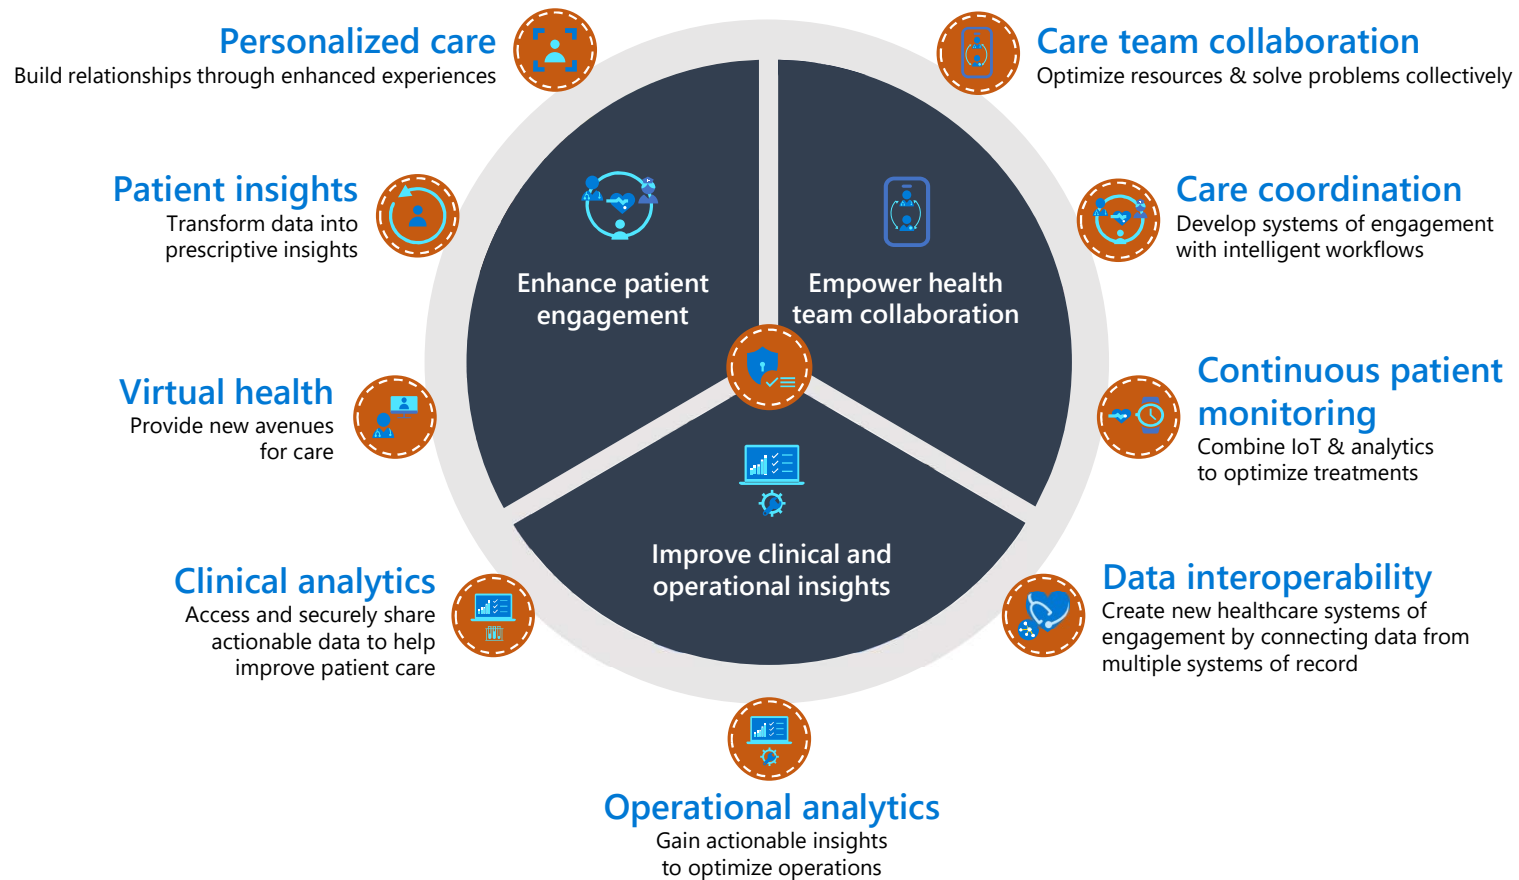 Personalized care
Build relationships through enhanced experiences
Patient insights
Transform data into
prescriptive insights
Virtual health
Provide new avenues
for care
Clinical analytics
Access and securely share
actionable data to help
improve patient care
Enhance patient
engagement
Empower health
team collaboration
Improve clinical and
operational insights
Care team collaboration
Optimize resources & solve problems collectively
Care coordination
Develop systems of engagement
with intelligent workflows
Continuous patient
monitoring
Combine IoT & analytics
to optimize treatments
Data interoperability
Create new healthcare systems of
engagement by connecting data from
multiple systems of record
Operational analytics
Gain actionable insights
to optimize operations